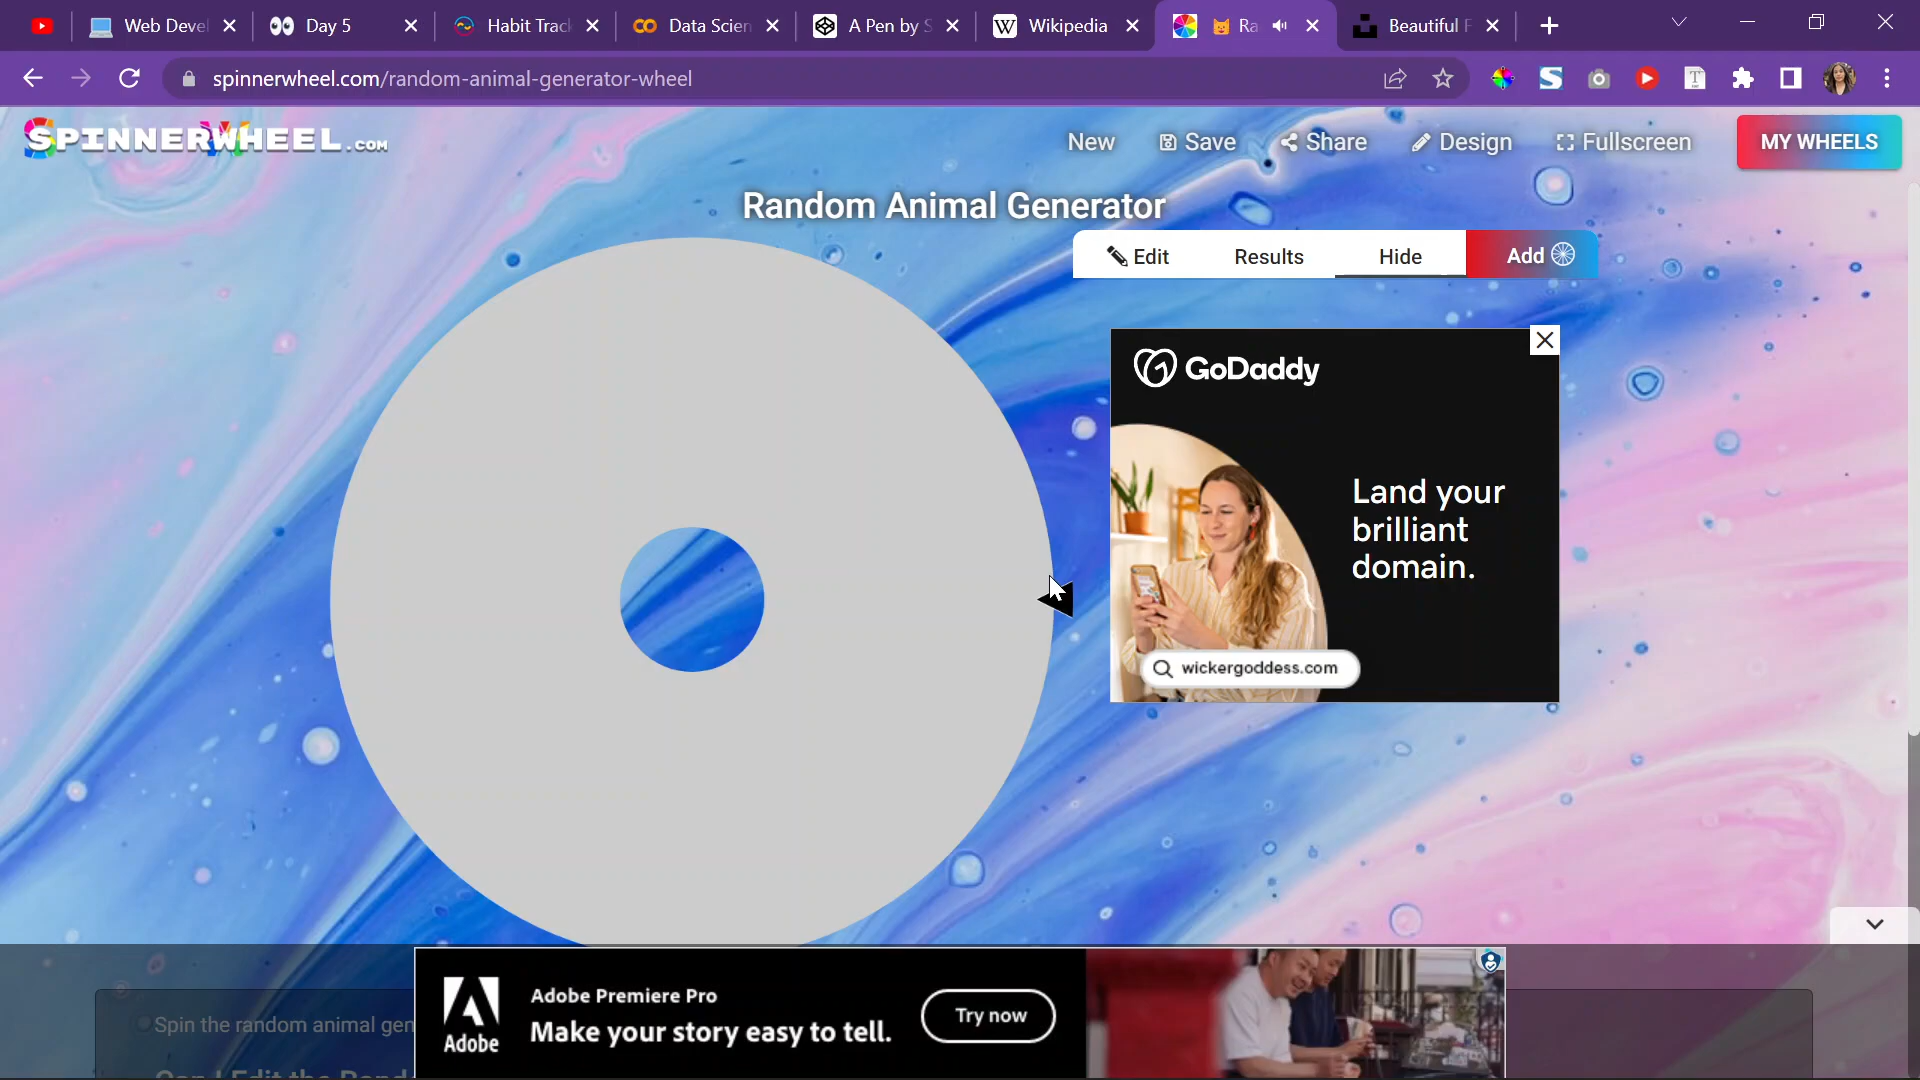 Web Devel
Day 5
Habit Track
Data Scien
A Pen by S
Wikipedia
Ra
Beautiful F
spinnerwheel.com/random-animal-generator-wheel
SPINNERWHEEL.COM
New
Save
Share
Design
Fullscreen
MY WHEELS
Random Animal Generator
Edit
Results
Hide
Add
GoDaddy
Land your
brilliant
domain.
wickergoddess.com
Spin the random animal gen
Adobe
Adobe Premiere Pro
Make your story easy to tell.
Try now